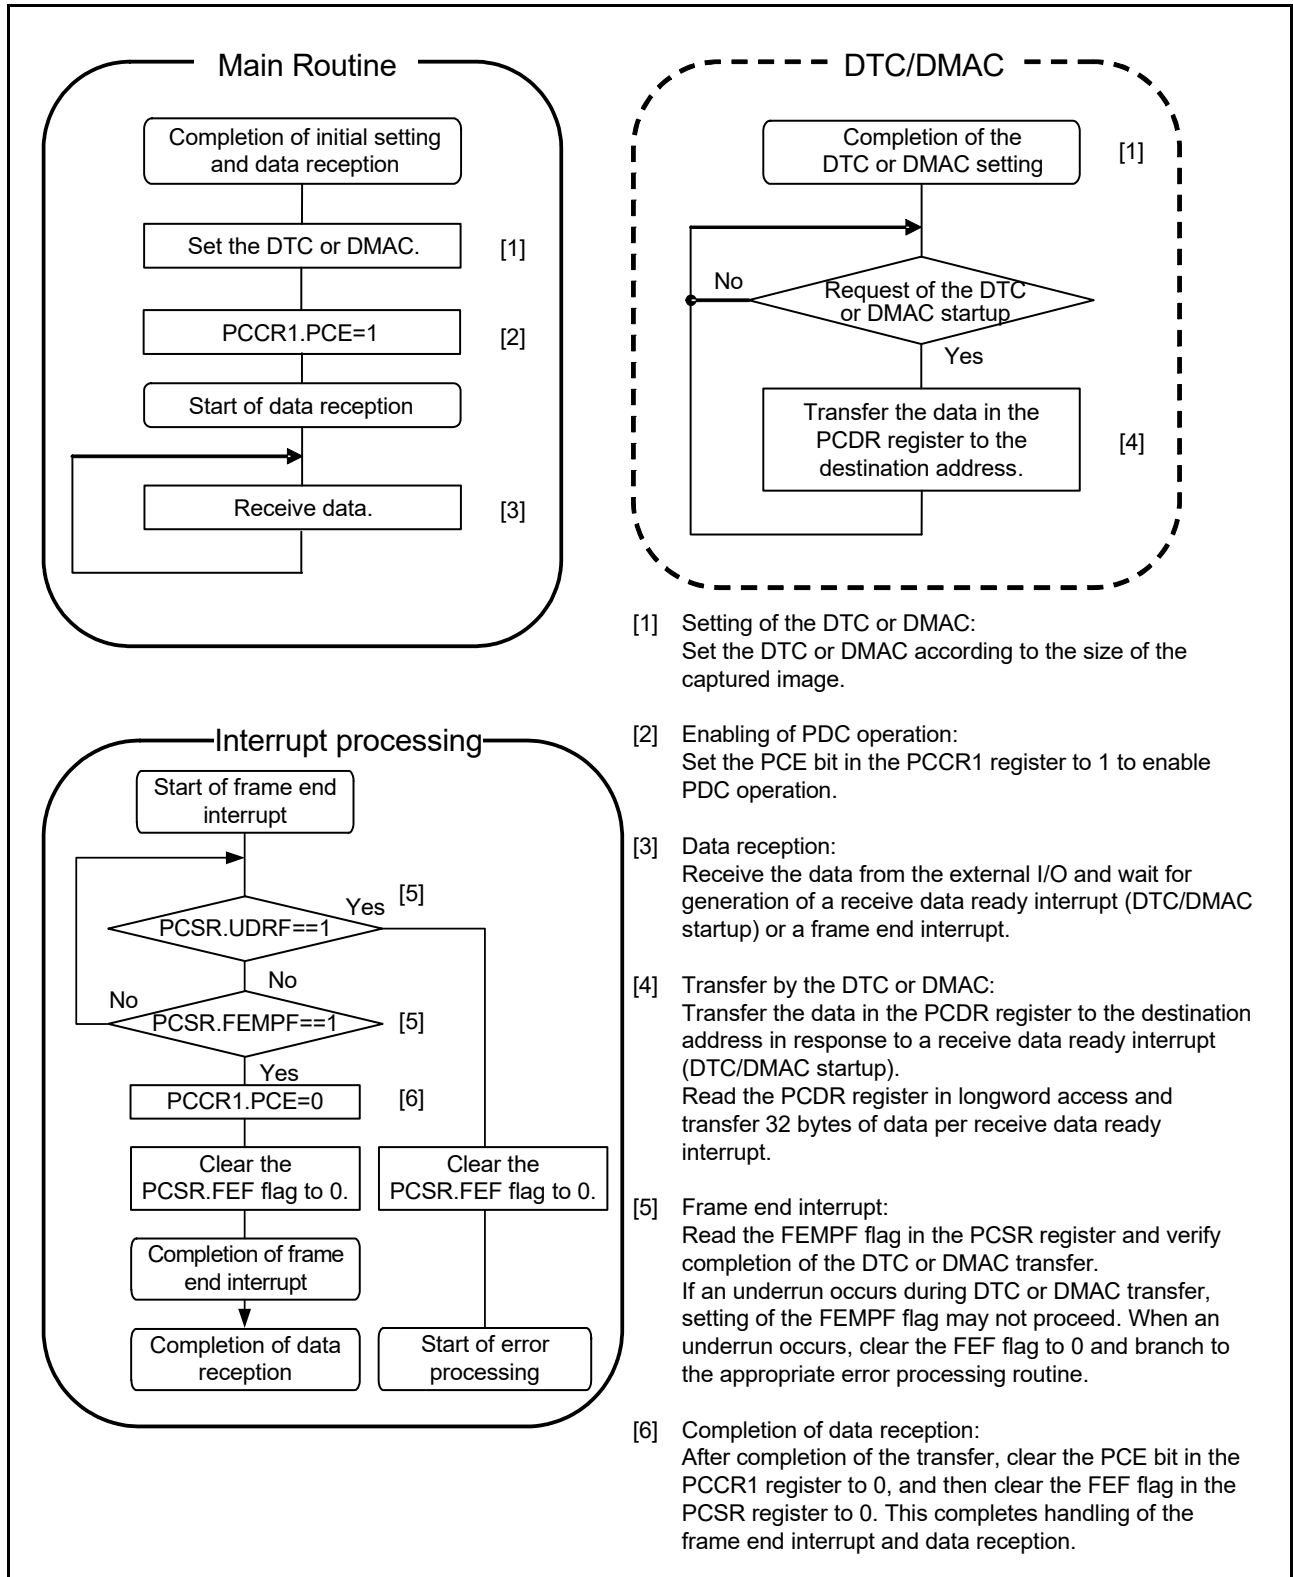 Main Routine
Completion of initial setting
and data reception
Set the DTC or DMAC.
[1]
PCCR1.PCE=1
[2]
Start of data reception
Receive data.
[3]
DTC/DMAC
Completion of the
DTC or DMAC setting
[1]
No
Request of the DTC
or DMAC startup
Yes
Transfer the data in the
PCDR register to the
destination address.
[4]
Interrupt processing
Start of frame end
interrupt
Yes
[5]
PCSR.UDRF==1
No
No
PCSR.FEMPF==1
[5]
Yes
PCCR1.PCE=0
[6]
Clear the
PCSR.FEF flag to 0.
Clear the
PCSR.FEF flag to 0.
Completion of frame
end interrupt
Completion of data
reception
Start of error
processing
[1] Setting of the DTC or DMAC:
Set the DTC or DMAC according to the size of the
captured image.
[2] Enabling of PDC operation:
Set the PCE bit in the PCCR1 register to 1 to enable
PDC operation.
[3] Data reception:
Receive the data from the external I/O and wait for
generation of a receive data ready interrupt (DTC/DMAC
startup) or a frame end interrupt.
[4] Transfer by the DTC or DMAC:
Transfer the data in the PCDR register to the destination
address in response to a receive data ready interrupt
(DTC/DMAC startup).
Read the PCDR register in longword access and
transfer 32 bytes of data per receive data ready
interrupt.
[5] Frame end interrupt:
Read the FEMPF flag in the PCSR register and verify
completion of the DTC or DMAC transfer.
If an underrun occurs during DTC or DMAC transfer,
setting of the FEMPF flag may not proceed. When an
underrun occurs, clear the FEF flag to 0 and branch to
the appropriate error processing routine.
[6] Completion of data reception:
After completion of the transfer, clear the PCE bit in the
PCCR1 register to 0, and then clear the FEF flag in the
PCSR register to 0. This completes handling of the
frame end interrupt and data reception.